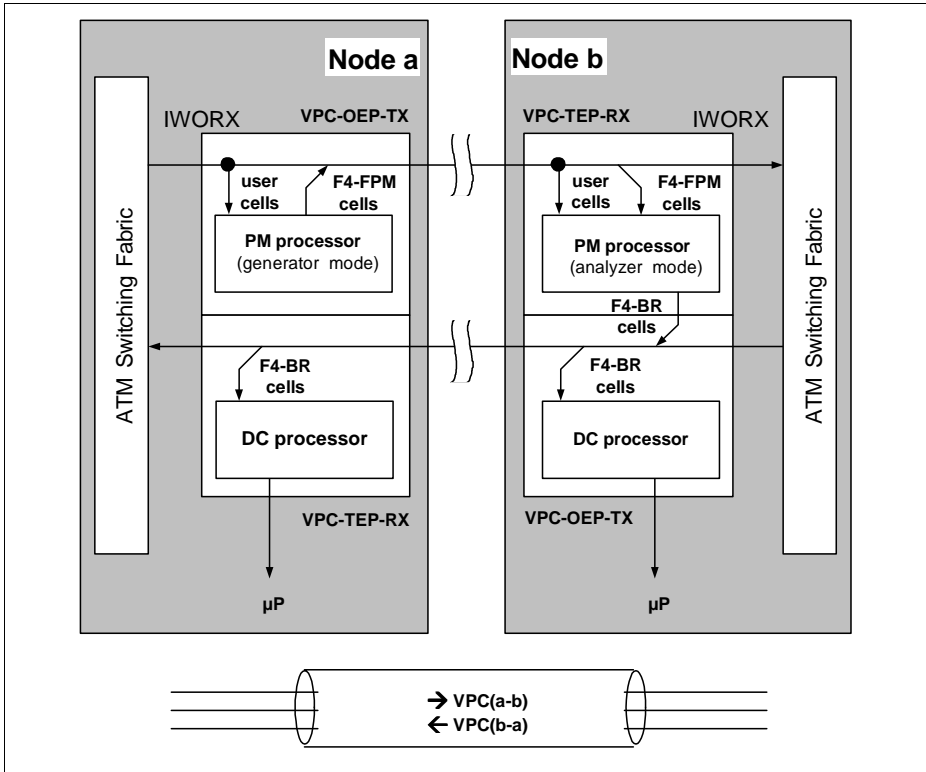 Node a
Node b
IWORX
VPC-OEP-TX
VPC-TEP-RX
IWORX
user
cells
F4-FPM
cells
user
cells
F4-FPM
cells
PM processor
(generator mode)
PM processor
(analyzer mode)
F4-BR
cells
ATM Switching Fabric
ATM Switching Fabric
F4-BR
cells
F4-BR
cells
DC processor
DC processor
VPC-TEP-RX
VPC-OEP-TX
µP
µP
→ VPC(a-b)
← VPC(b-a)